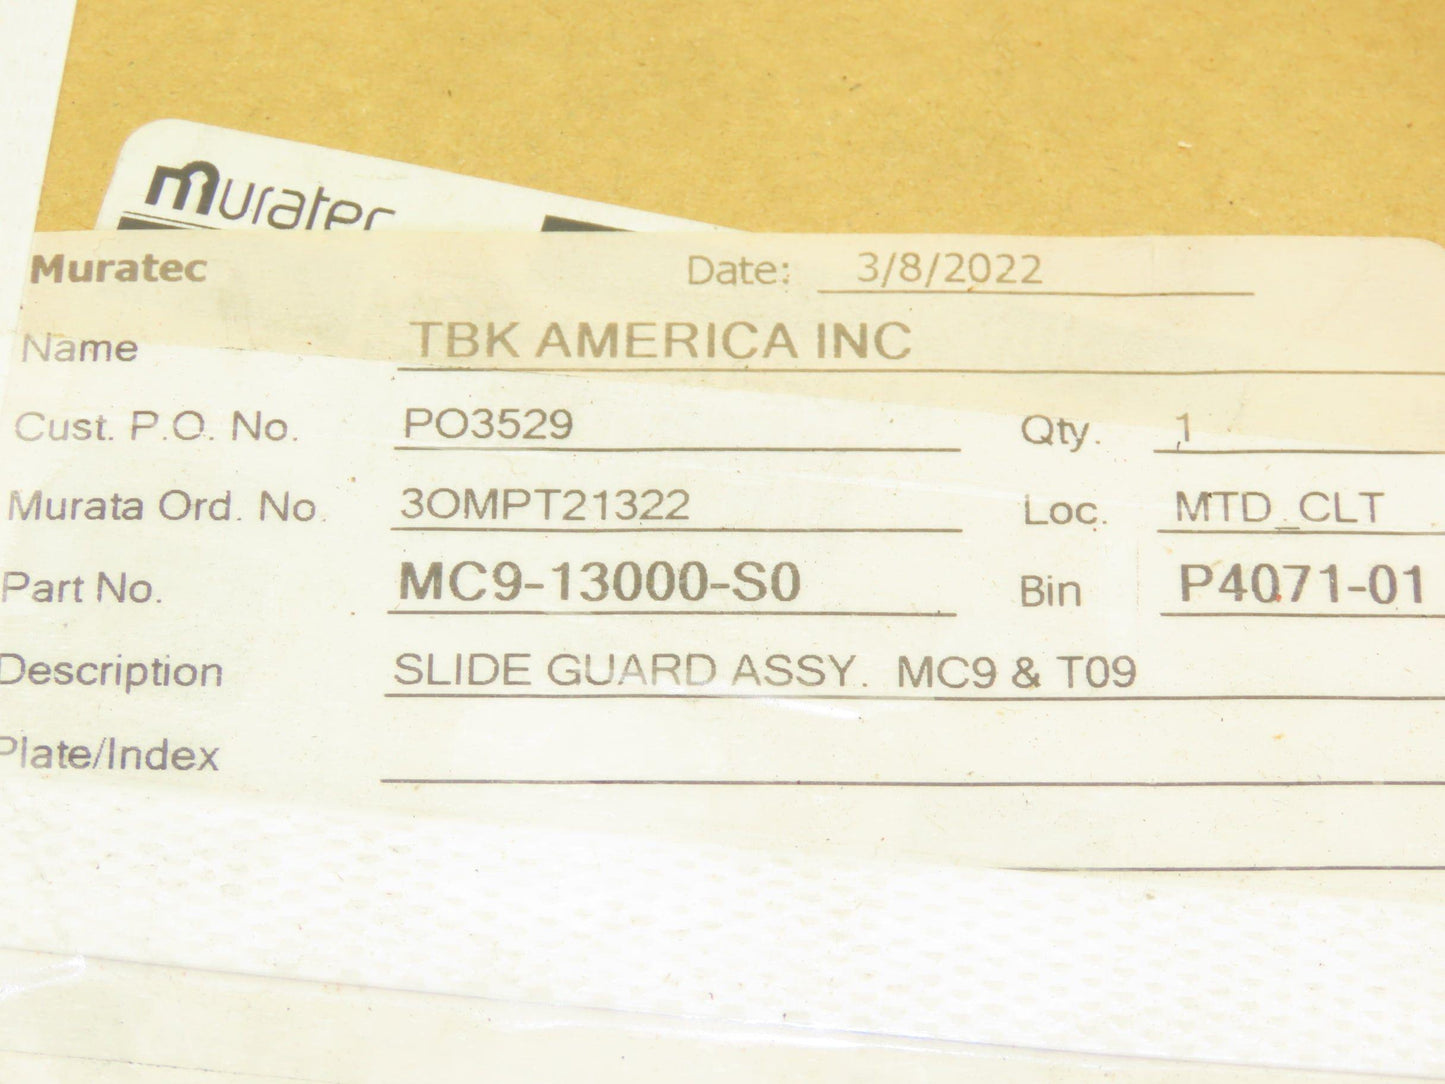 muratec
Muratec Date: 3/8/2022
Name TBK AMERICA INC
Cust. P.O. No. PO3529 Qty. 1
Murata Ord. No. 3OMPT21322 Loc. MTD_CLT
Part No. MC9-13000-S0 Bin P4071-01
Description SLIDE GUARD ASSY. MC9 & T09
Plate/Index